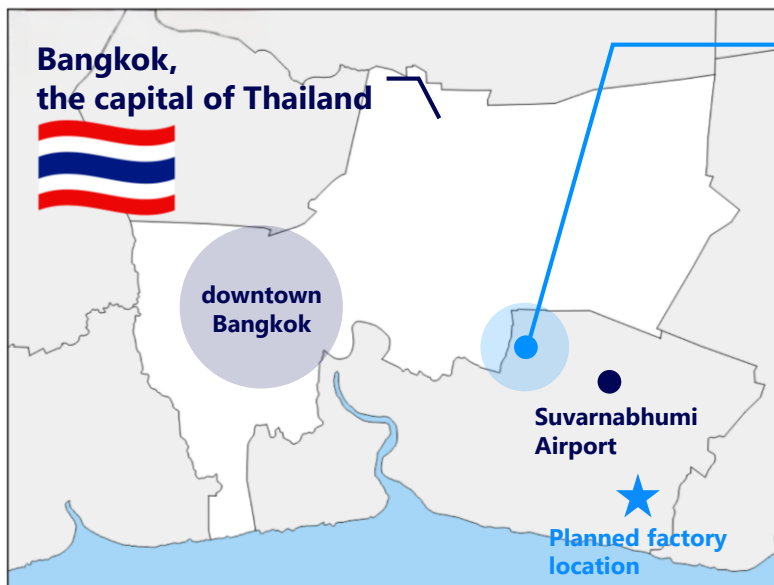 Bangkok,
the capital of Thailand
downtown
Bangkok
Suvarnabhumi
Airport
Planned factory
location